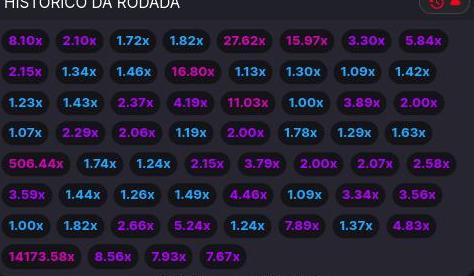 HISTÓRICO DA RODADA
8.10x 2.10x 1.72x 1.82x 27.62x 15.97x 3.30x 5.84x
2.15x 1.34x 1.46x 16.80x 1.13x 1.30x 1.09x 1.42x
1.23x 1.43x 2.37x 4.19x 11.03x 1.00x 3.89x 2.00x
1.07x 2.29x 2.06x 1.19x 2.00x 1.78x 1.29x 1.63x
506.44x 1.74x 1.24x 2.15x 3.79x 2.00x 2.07x 2.58x
3.59x 1.44x 1.26x 1.49x 4.46x 1.09x 3.34x 3.56x
1.00x 1.82x 2.66x 5.24x 1.24x 7.89x 1.37x 4.83x
14173.58x 8.56x 7.93x 7.67x